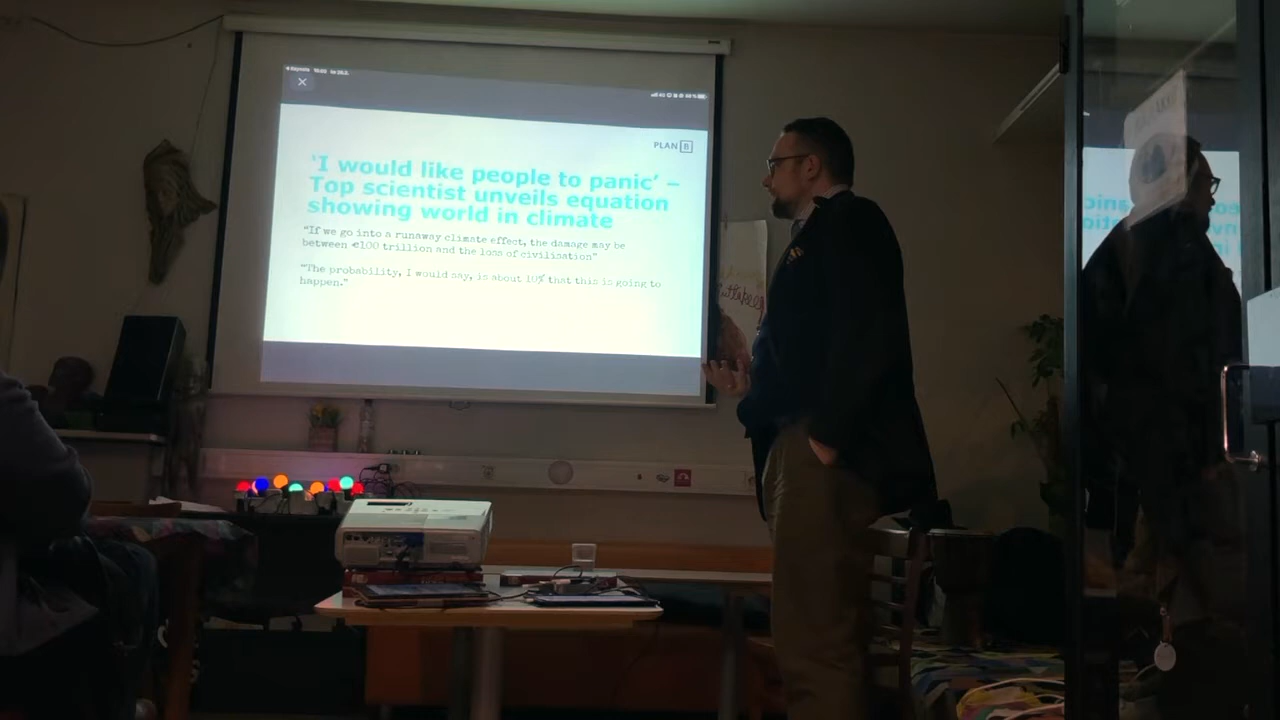 PLAN B
‘I would like people to panic’ –
Top scientist unveils equation
showing world in climate
“If we go into a runaway climate effect, the damage may be
between €100 trillion and the loss of civilisation”
“The probability, I would say, is about 10% that this is going to
happen.”